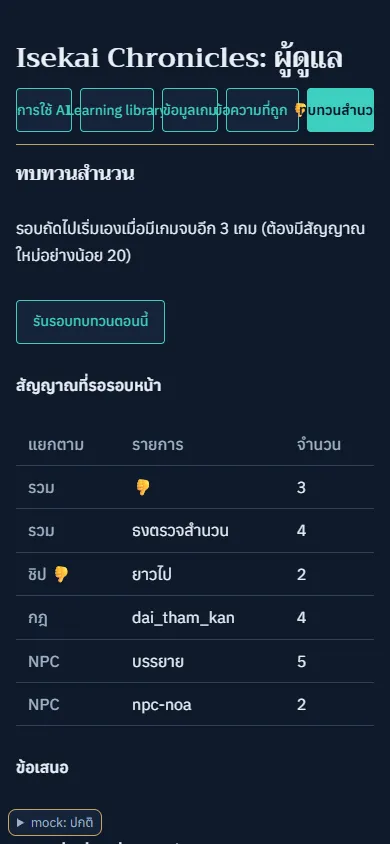 Isekai Chronicles: ผู้ดูแล
การใช้ AI
Learning library
ข้อมูลเกม
ข้อความที่ถูก 👎
ทบทวนสำนวน
ทบทวนสำนวน
รอบถัดไปเริ่มเองเมื่อมีเกมจบอีก 3 เกม (ต้องมีสัญญาณ
ใหม่อย่างน้อย 20)
รันรอบทบทวนตอนนี้
สัญญาณที่รอรอบหน้า
แยกตาม รายการ จำนวน
รวม 👎 3
รวม ธงตรวจสำนวน 4
ชิป 👎 ยาวไป 2
กฎ dai_tham_kan 4
NPC บรรยาย 5
NPC npc-noa 2
ข้อเสนอ
▶ mock: ปกติ